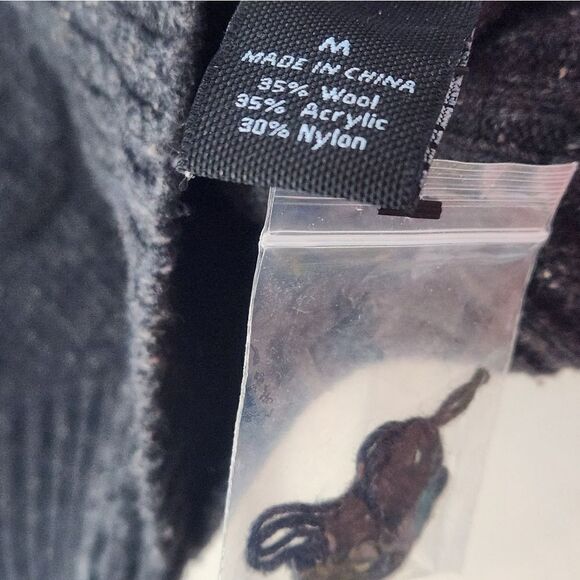 M
MADE IN CHINA
35% Wool
35% Acrylic
30% Nylon